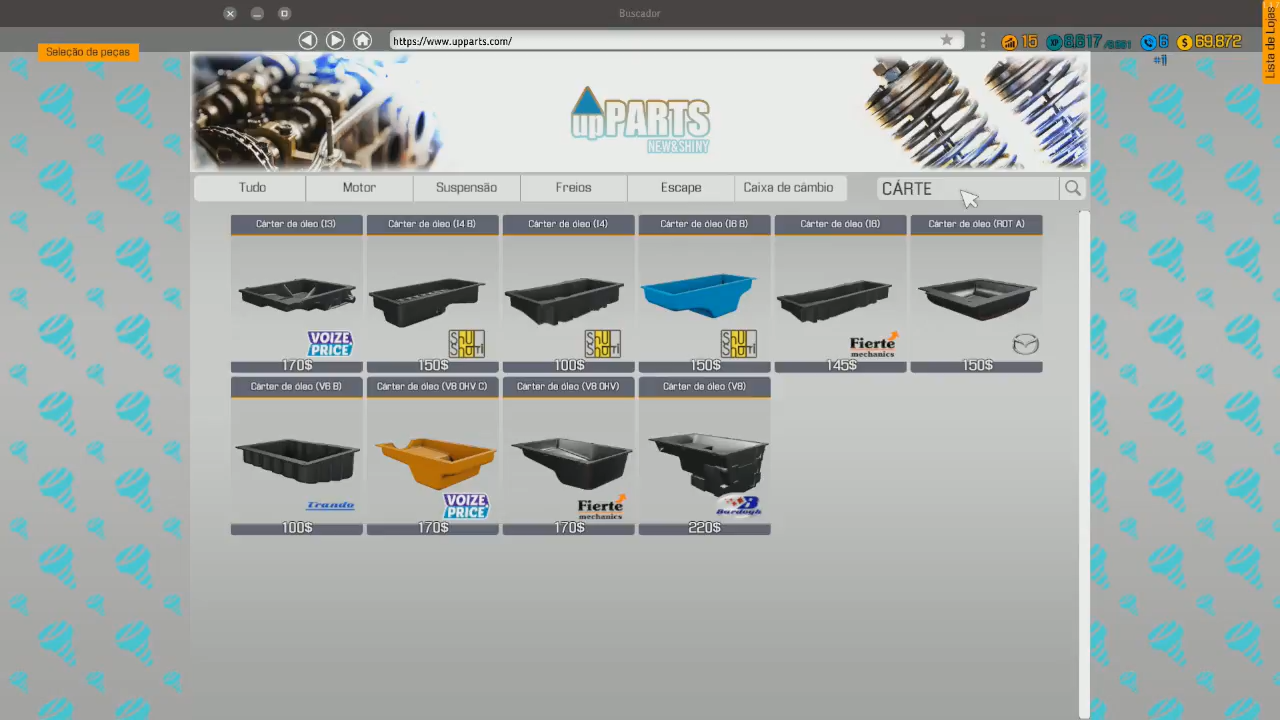 Buscador
Lista de Lojas
https://www.upparts.com/
15
6
69,872
Seleção de peças
upPARTS
NEW&SHINY
Tudo
Motor
Suspensão
Freios
Escape
Caixa de câmbio
CÁRTE
Cárter de óleo (I3)
Cárter de óleo (I4 B)
Cárter de óleo (I4)
Cárter de óleo (I6 B)
Cárter de óleo (I6)
Cárter de óleo (ROT A)
VOIZE PRICE
Fierte mechanics
170$
150$
100$
150$
145$
150$
Cárter de óleo (V6 B)
Cárter de óleo (V8 OHV C)
Cárter de óleo (V8 OHV)
Cárter de óleo (V8)
Trando
VOIZE PRICE
Fierte mechanics
100$
170$
170$
220$